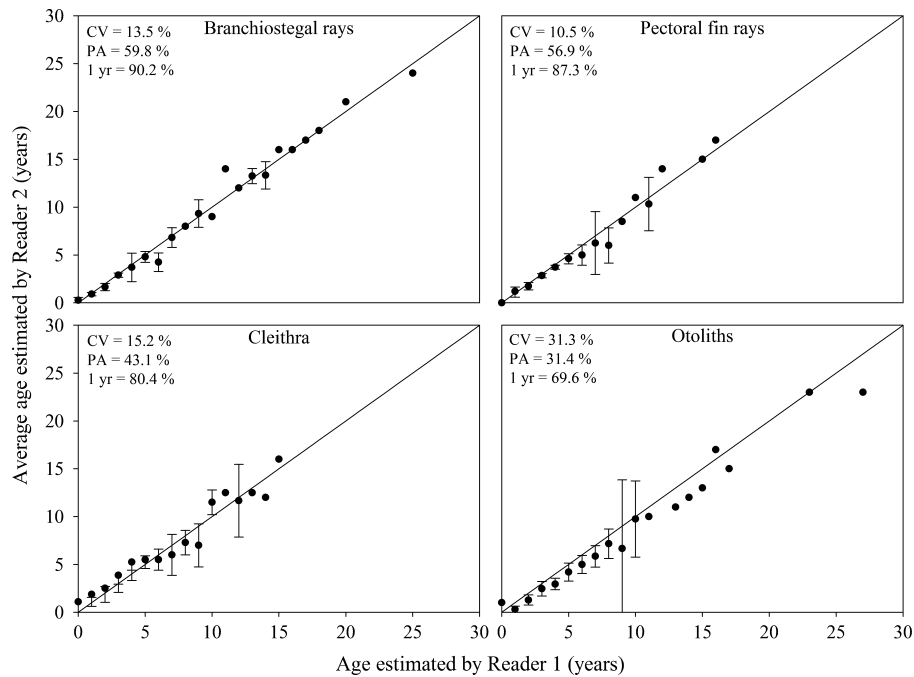 Branchiostegal rays
CV = 13.5 %
PA = 59.8 %
1 yr = 90.2 %
30
25
20
15
10
5
0
Pectoral fin rays
CV = 10.5 %
PA = 56.9 %
1 yr = 87.3 %
Cleithra
CV = 15.2 %
PA = 43.1 %
1 yr = 80.4 %
30
25
20
15
10
5
0
0 5 10 15 20 25 30
Otoliths
CV = 31.3 %
PA = 31.4 %
1 yr = 69.6 %
0 5 10 15 20 25 30
Average age estimated by Reader 2 (years)
Age estimated by Reader 1 (years)